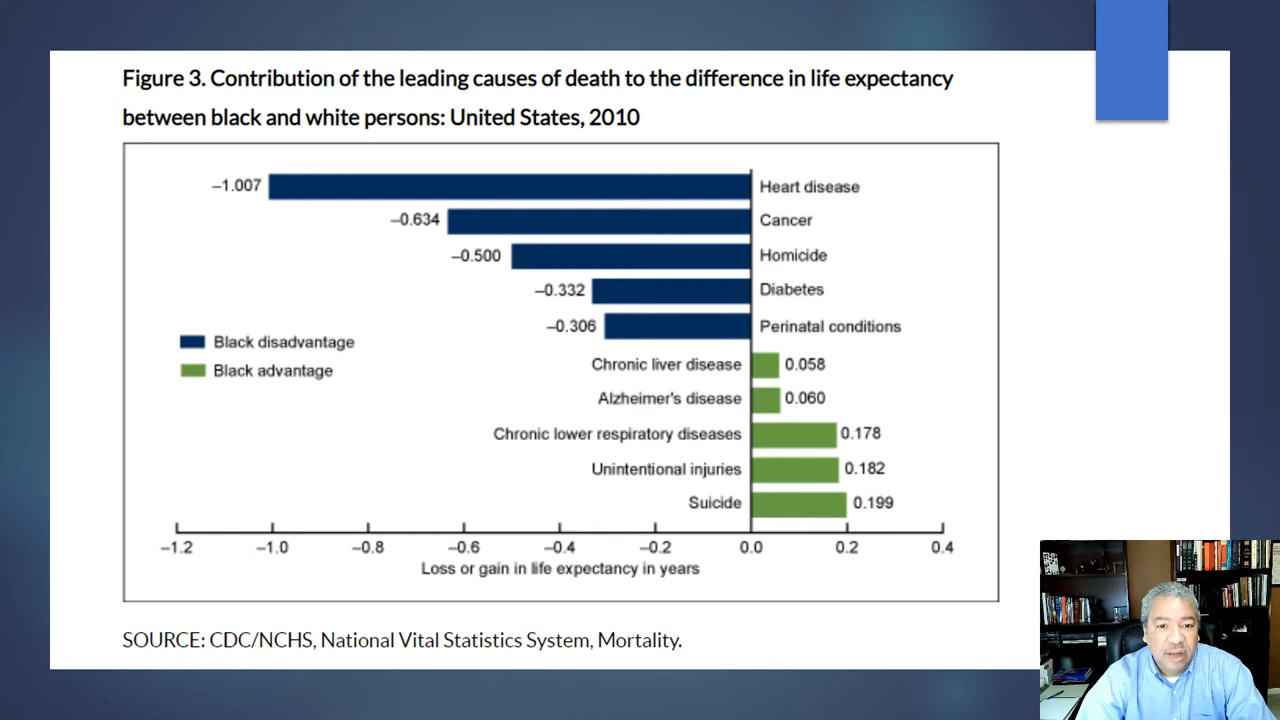 Figure 3. Contribution of the leading causes of death to the difference in life expectancy
between black and white persons: United States, 2010
–1.007 Heart disease
–0.634 Cancer
–0.500 Homicide
–0.332 Diabetes
–0.306 Perinatal conditions
Black disadvantage
Black advantage
Chronic liver disease 0.058
Alzheimer's disease 0.060
Chronic lower respiratory diseases 0.178
Unintentional injuries 0.182
Suicide 0.199
–1.2 –1.0 –0.8 –0.6 –0.4 –0.2 0.0 0.2 0.4
Loss or gain in life expectancy in years
SOURCE: CDC/NCHS, National Vital Statistics System, Mortality.